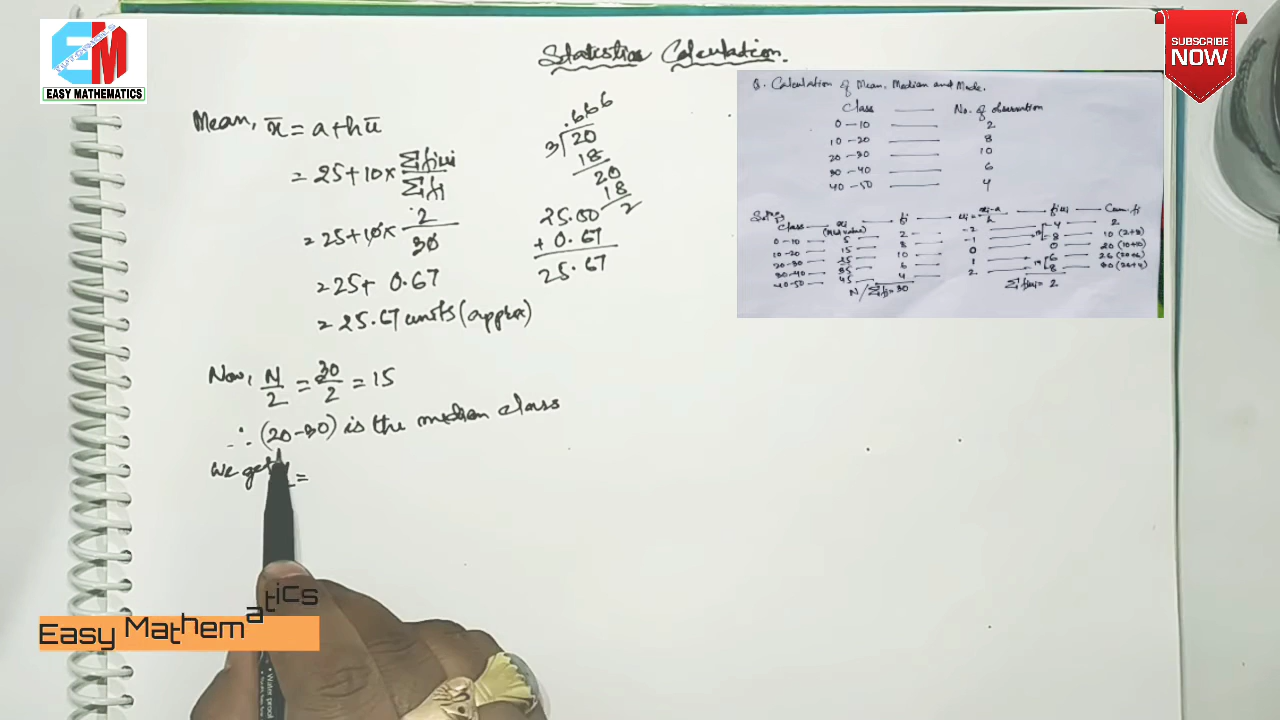 EM
EASY MATHEMATICS
SUBSCRIBE
NOW
Statistics Calculation.
Mean, x̄ = a+hū
= 25+10× Σfiui / Σfi
= 25+10× 2 / 30
= 25+ 0.67
= 25.67 units (approx)
.666
3 20
18
20
18
2
25.00
+ 0.67
25.67
Now, N/2 = 30/2 = 15
∴ (20-30) is the median class
We get, =
Q. Calculation of Mean, Median and Mode.
Class — No. of observation
0-10 — 2
10-20 — 8
20-30 — 10
30-40 — 6
40-50 — 4
Class — xi (Mid value) — fi — ui = xi-a / h — fiui — Cum. fi
0-10 — 5 — 2 — -2 — -4 2
10-20 — 15 — 8 — -1 — -8 10 (2+8)
20-30 — 25 — 10 — 0 — 0 20 (10+10)
30-40 — 35 — 6 — 1 — 6 26 (20+6)
40-50 — 45 — 4 — 2 — 8 30 (26+4)
N/Σfi = 30 Σfiui = 2
Easy Mathematics
Water proof